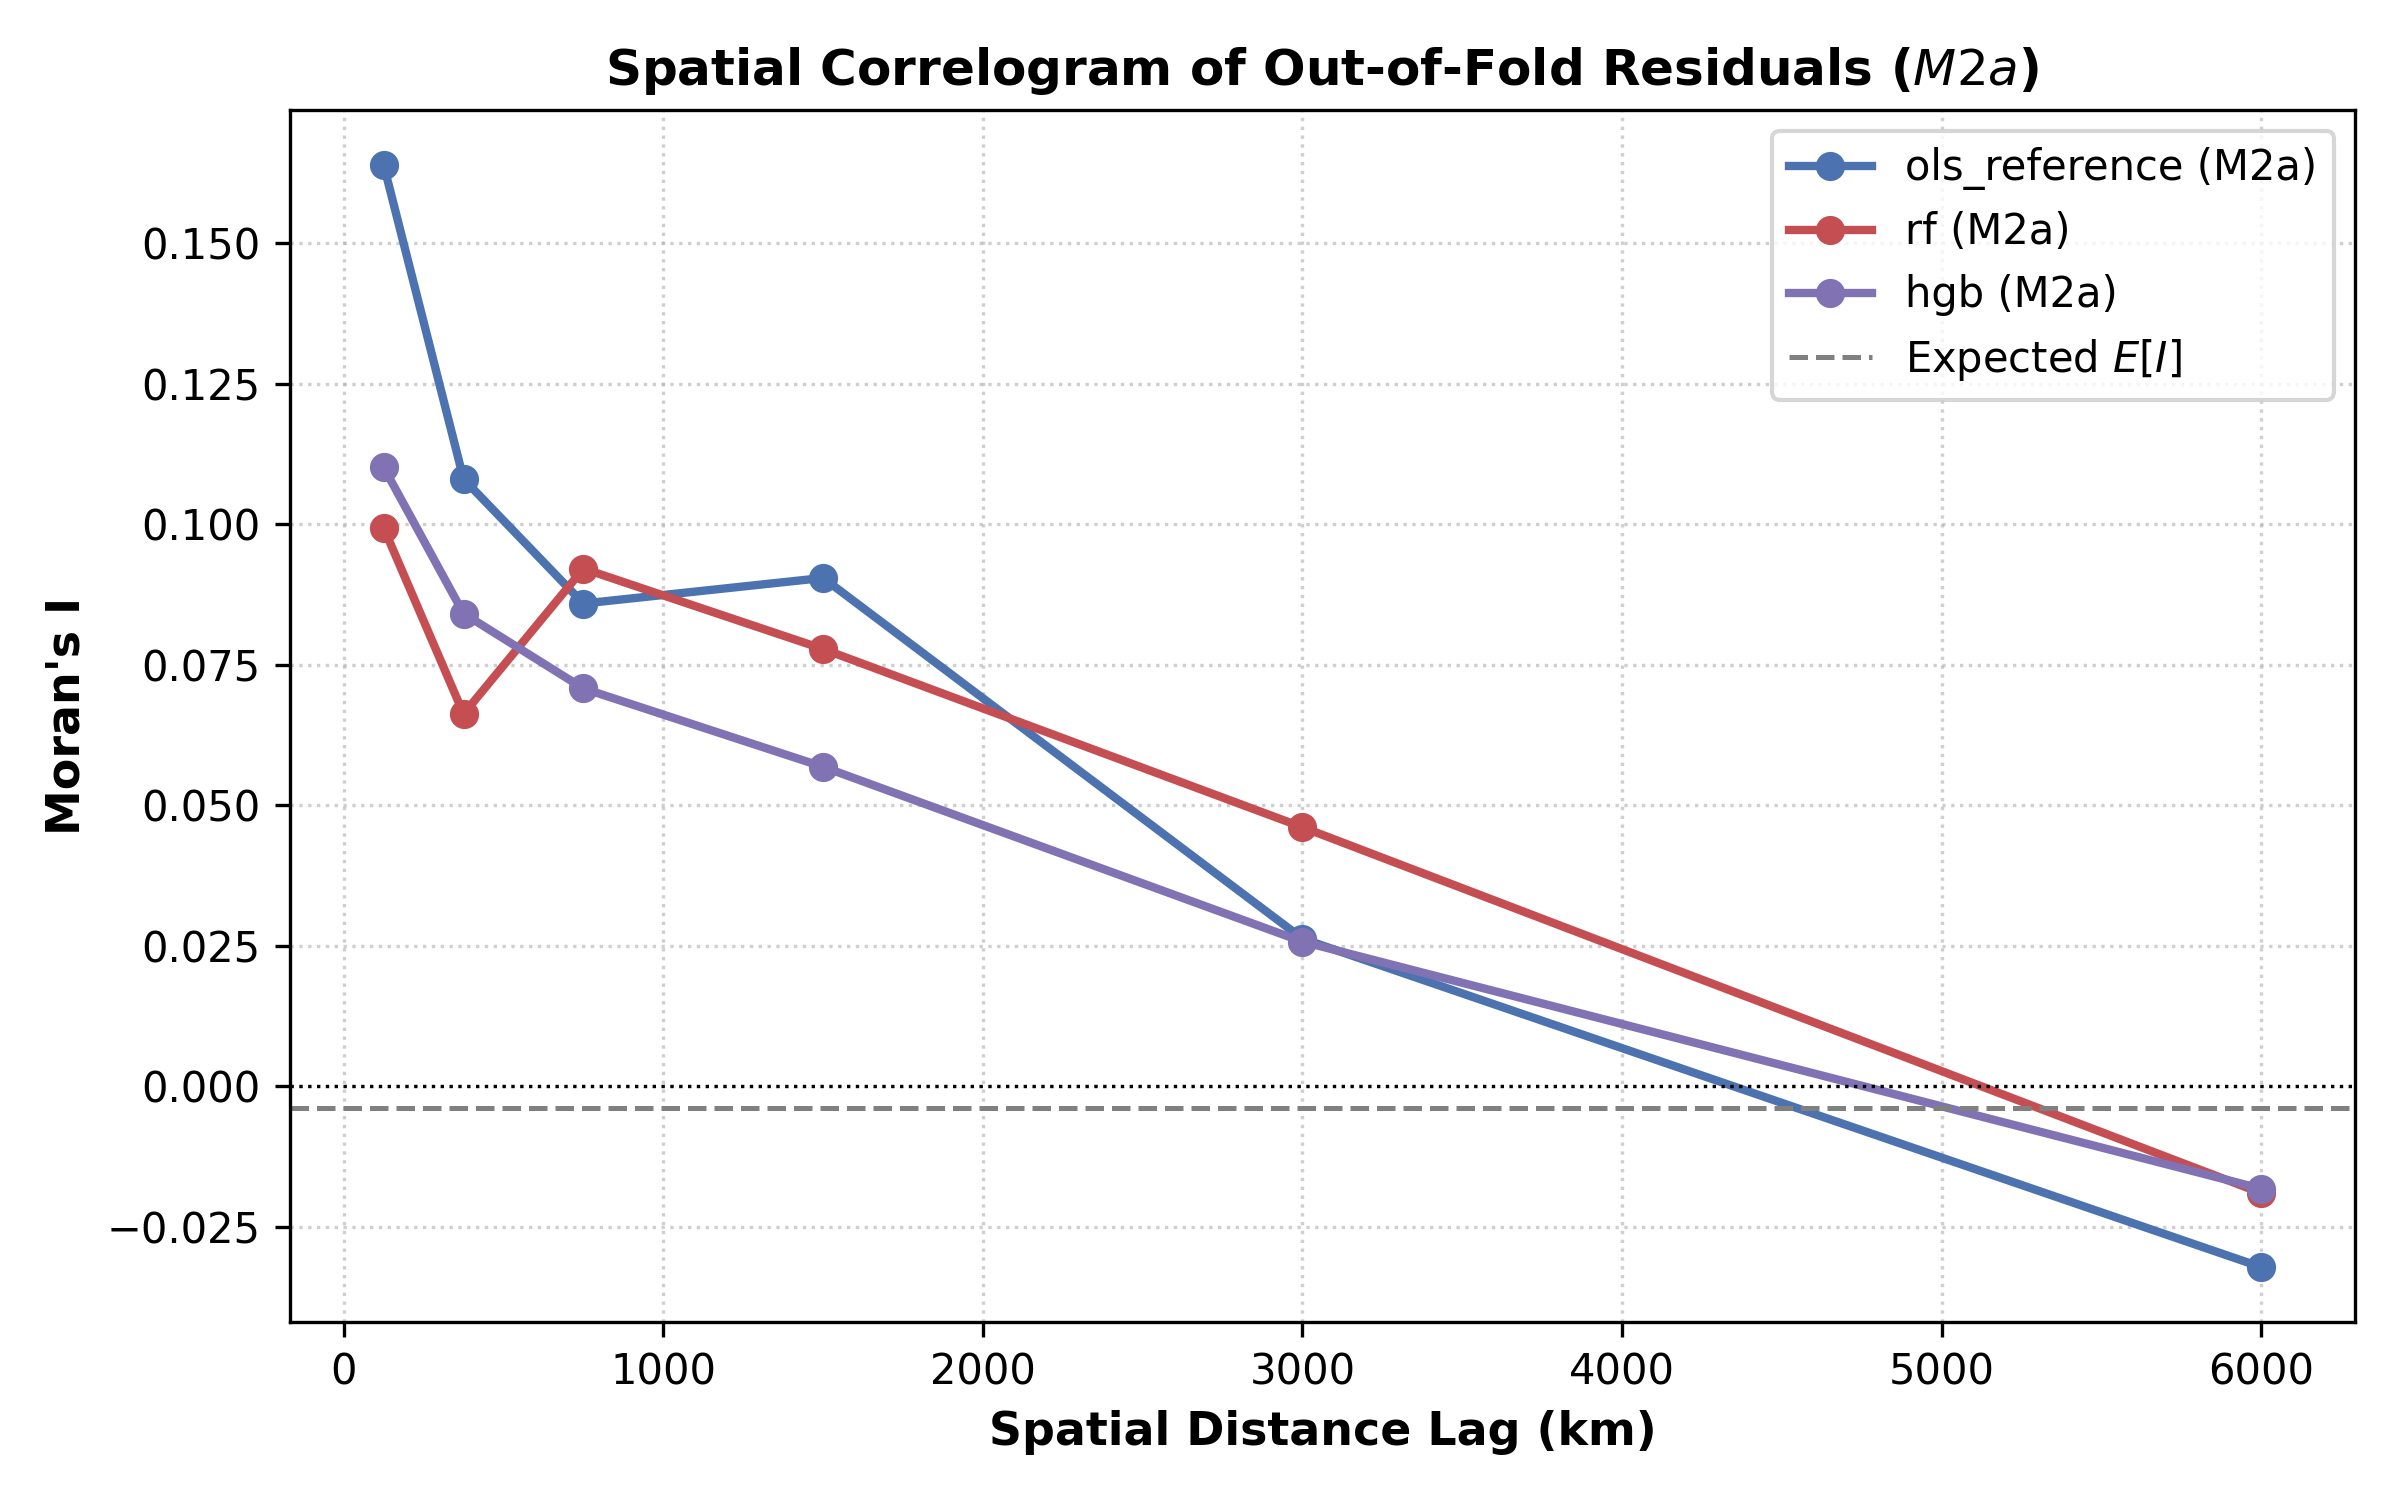 Spatial Correlogram of Out-of-Fold Residuals (M2a)
ols_reference (M2a)
rf (M2a)
hgb (M2a)
Expected E[I]
Moran's I
0.150
0.125
0.100
0.075
0.050
0.025
0.000
−0.025
0 1000 2000 3000 4000 5000 6000
Spatial Distance Lag (km)